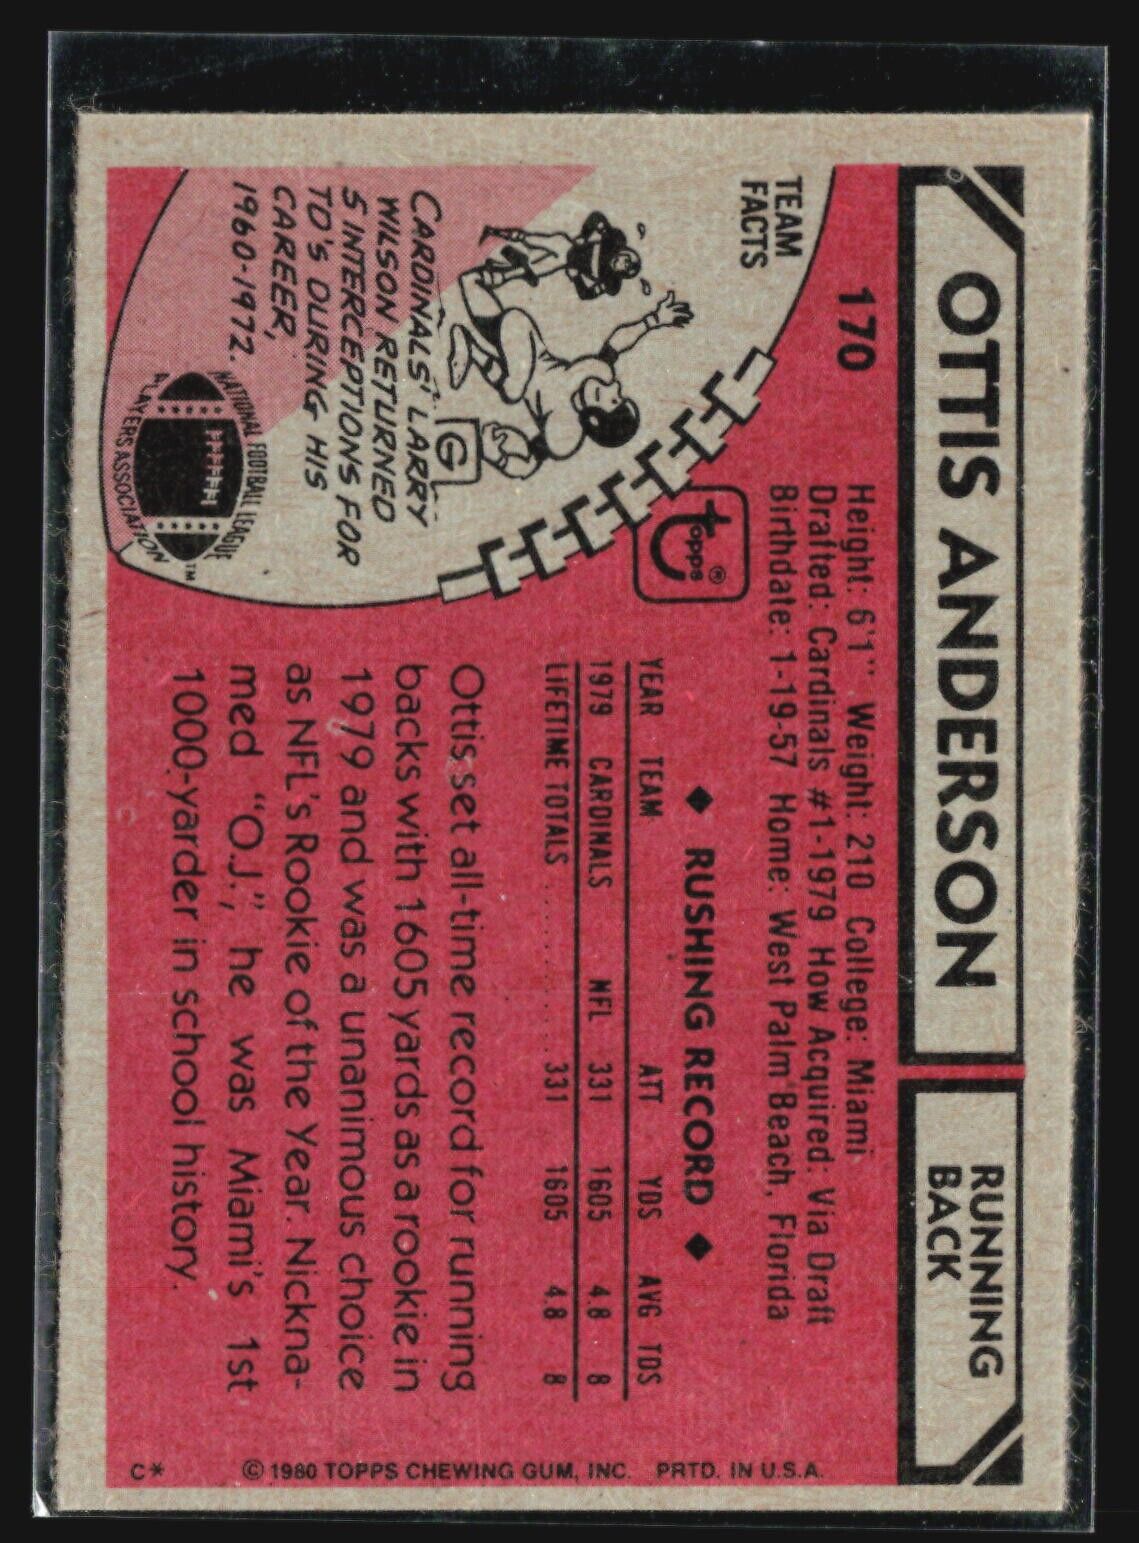 OTTIS ANDERSON
RUNNING
BACK
170
Height: 6'1" Weight: 210 College: Miami
Drafted: Cardinals #1-1979 How Acquired: Via Draft
Birthdate: 1-19-57 Home: West Palm Beach, Florida
topps®
TEAM
FACTS
G
CARDINALS' LARRY
WILSON RETURNED
5 INTERCEPTIONS FOR
TD'S DURING HIS
CAREER,
1960-1972.
NATIONAL FOOTBALL LEAGUE
PLAYERS ASSOCIATION™
◆ RUSHING RECORD ◆
YEAR TEAM ATT YDS AVG TDS
1979 CARDINALS NFL 331 1605 4.8 8
LIFETIME TOTALS .......... 331 1605 4.8 8
Ottis set all-time record for running
backs with 1605 yards as a rookie in
1979 and was a unanimous choice
as NFL's Rookie of the Year. Nickna-
med "O.J.", he was Miami's 1st
1000-yarder in school history.
C* © 1980 TOPPS CHEWING GUM, INC. PRTD. IN U.S.A.